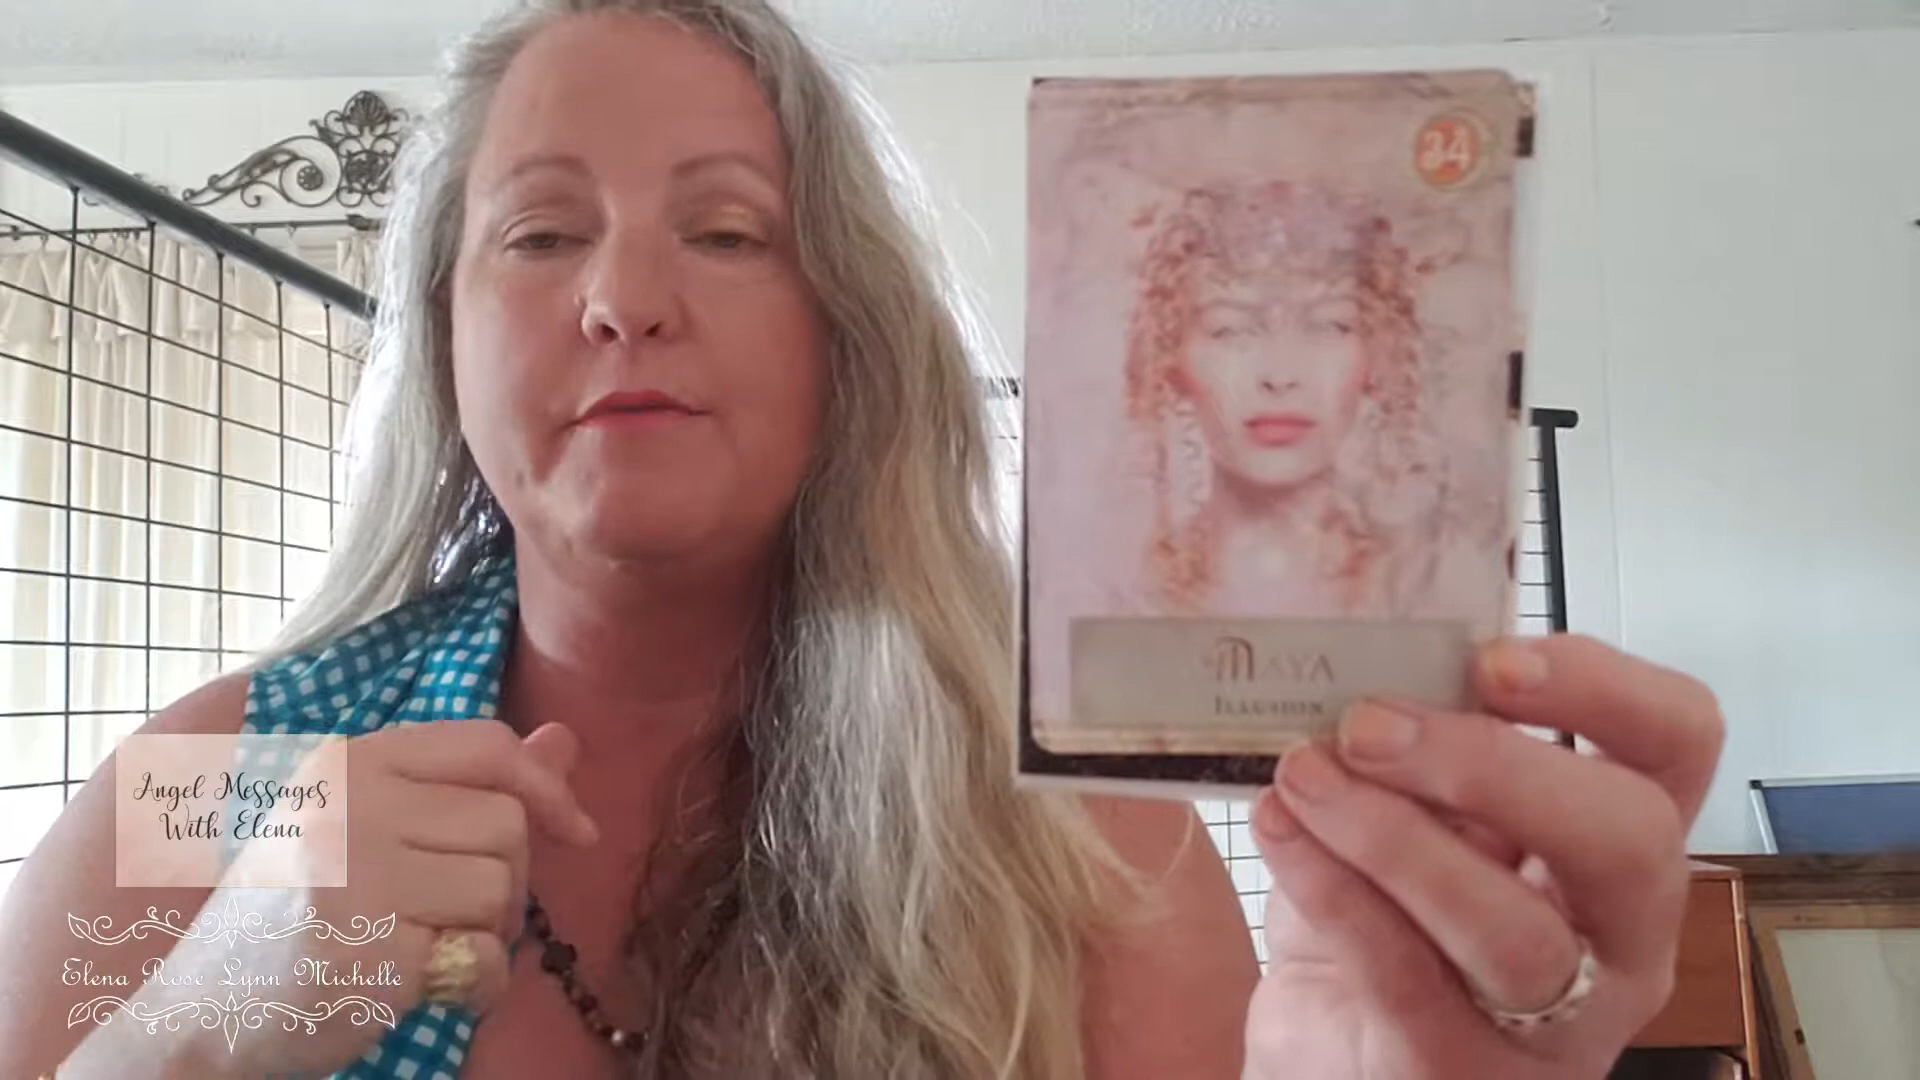 34
MAYA
ILLUSION
Angel Messages
With Elena
Elena Rose Lynn Michelle